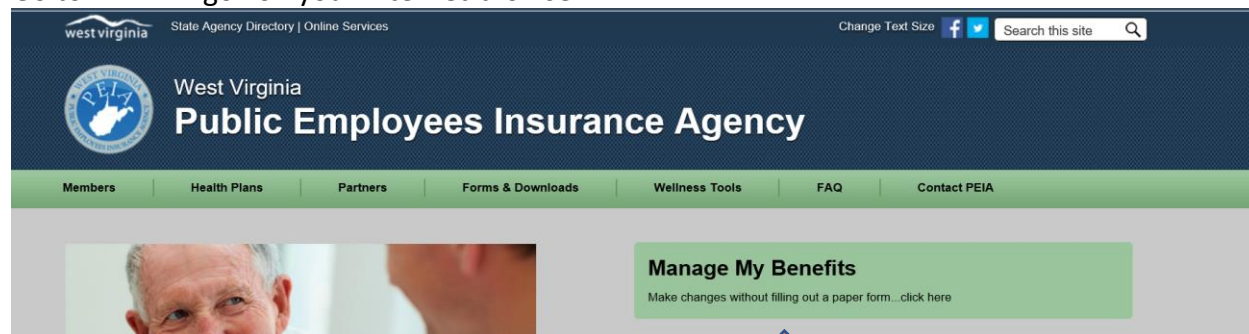 west virginia
State Agency Directory | Online Services
Change Text Size
Search this site
West Virginia
Public Employees Insurance Agency
PEIA
Members
Health Plans
Partners
Forms & Downloads
Wellness Tools
FAQ
Contact PEIA
Manage My Benefits
Make changes without filling out a paper form...click here